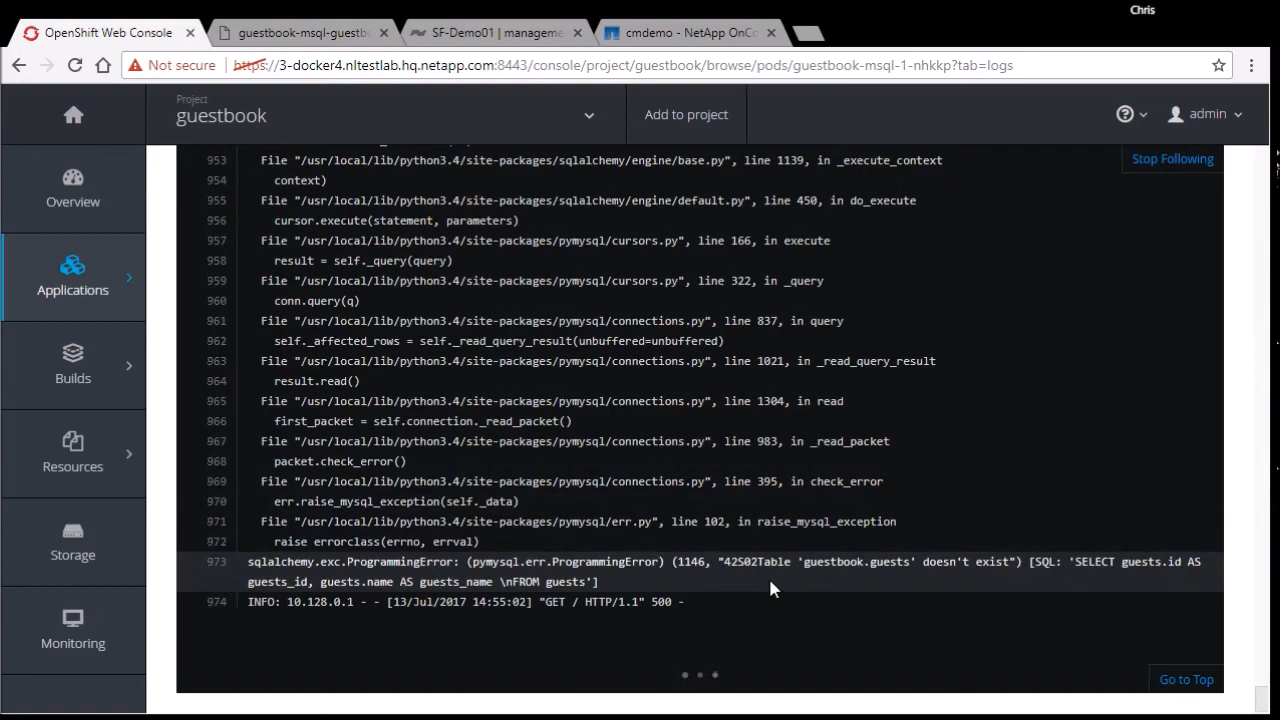 Chris
OpenShift Web Console
guestbook-msql-guestb
SF-Demo01 | manageme
cmdemo - NetApp OnCo
Not secure
https://3-docker4.nltestlab.hq.netapp.com:8443/console/project/guestbook/browse/pods/guestbook-msql-1-nhkkp?tab=logs
Project
guestbook
Add to project
admin
Overview
Applications
Builds
Resources
Storage
Monitoring
Stop Following
953 File "/usr/local/lib/python3.4/site-packages/sqlalchemy/engine/base.py", line 1139, in _execute_context
954 context)
955 File "/usr/local/lib/python3.4/site-packages/sqlalchemy/engine/default.py", line 450, in do_execute
956 cursor.execute(statement, parameters)
957 File "/usr/local/lib/python3.4/site-packages/pymysql/cursors.py", line 166, in execute
958 result = self._query(query)
959 File "/usr/local/lib/python3.4/site-packages/pymysql/cursors.py", line 322, in _query
960 conn.query(q)
961 File "/usr/local/lib/python3.4/site-packages/pymysql/connections.py", line 837, in query
962 self._affected_rows = self._read_query_result(unbuffered=unbuffered)
963 File "/usr/local/lib/python3.4/site-packages/pymysql/connections.py", line 1021, in _read_query_result
964 result.read()
965 File "/usr/local/lib/python3.4/site-packages/pymysql/connections.py", line 1304, in read
966 first_packet = self.connection._read_packet()
967 File "/usr/local/lib/python3.4/site-packages/pymysql/connections.py", line 983, in _read_packet
968 packet.check_error()
969 File "/usr/local/lib/python3.4/site-packages/pymysql/connections.py", line 395, in check_error
970 err.raise_mysql_exception(self._data)
971 File "/usr/local/lib/python3.4/site-packages/pymysql/err.py", line 102, in raise_mysql_exception
972 raise errorclass(errno, errval)
973 sqlalchemy.exc.ProgrammingError: (pymysql.err.ProgrammingError) (1146, "42S02Table 'guestbook.guests' doesn't exist") [SQL: 'SELECT guests.id AS
guests_id, guests.name AS guests_name \nFROM guests']
974 INFO: 10.128.0.1 - - [13/Jul/2017 14:55:02] "GET / HTTP/1.1" 500 -
Go to Top